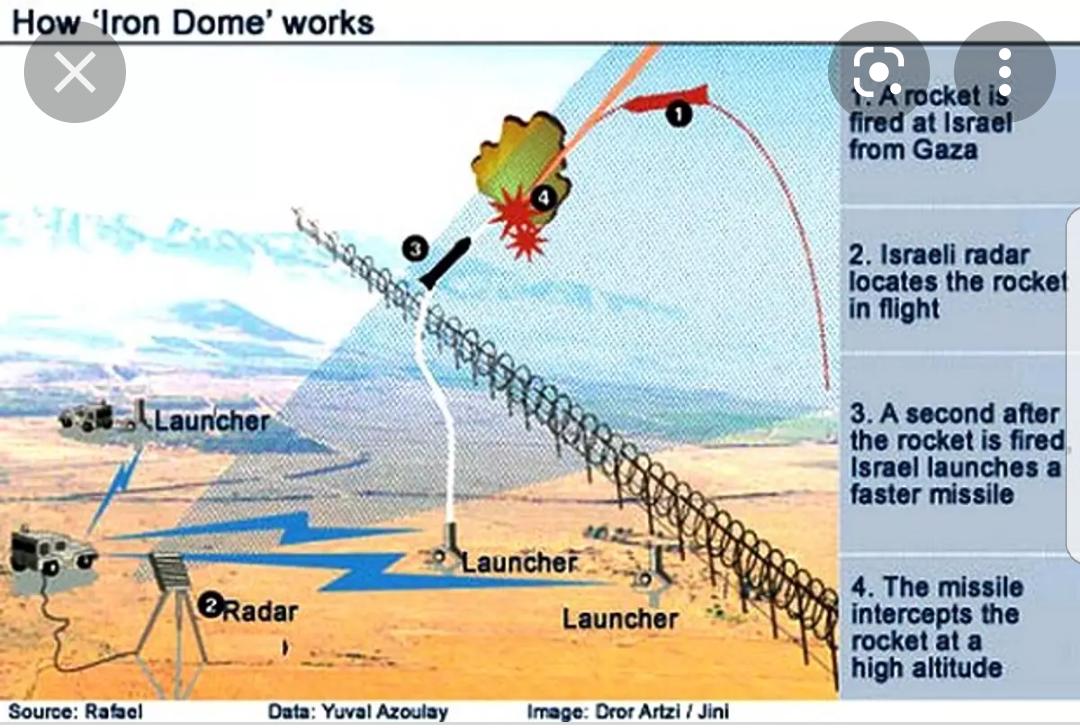 How ‘Iron Dome’ works
1. A rocket is
fired at Israel
from Gaza
2. Israeli radar
locates the rocket
in flight
3. A second after
the rocket is fired
Israel launches a
faster missile
4. The missile
intercepts the
rocket at a
high altitude
1
4
3
Launcher
Launcher
2 Radar
Launcher
Source: Rafael
Data: Yuval Azoulay
Image: Dror Artzi / Jini